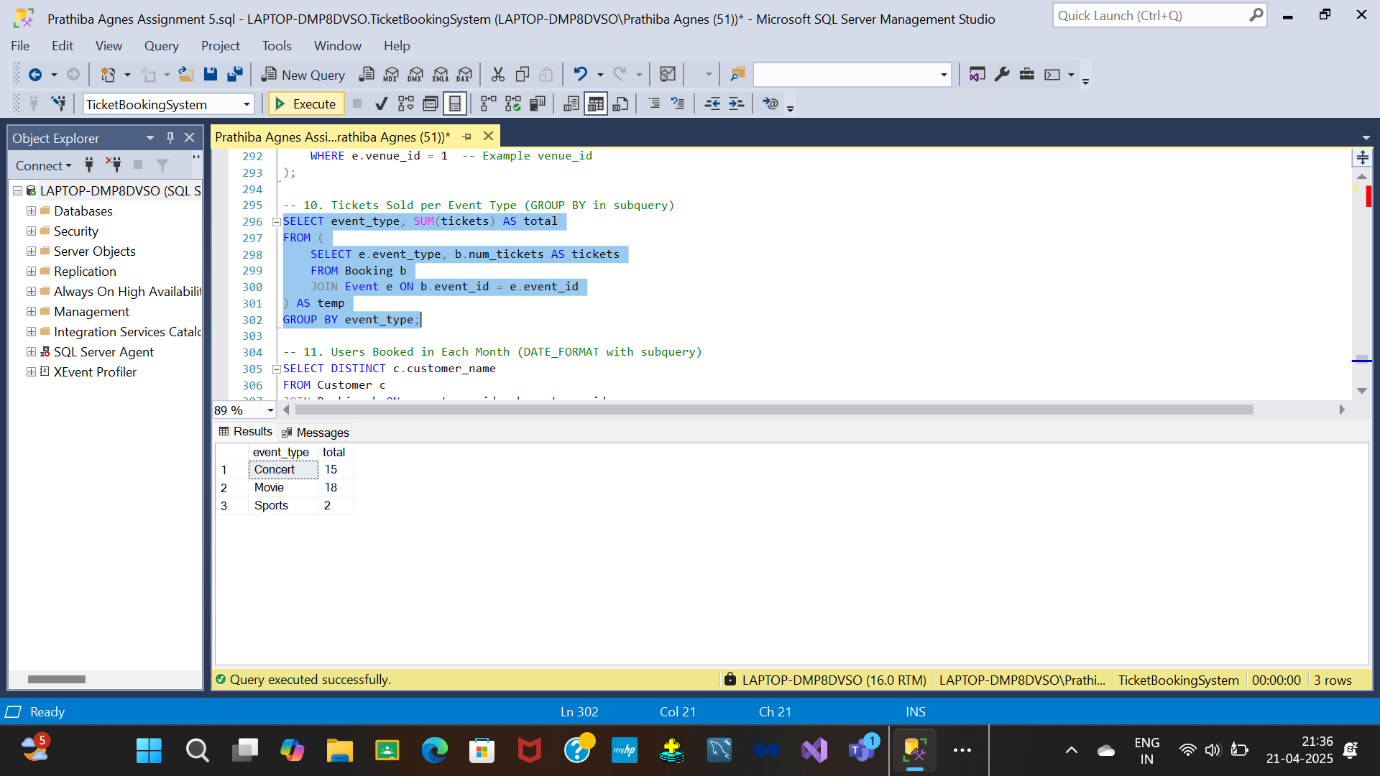 Prathiba Agnes Assignment 5.sql - LAPTOP-DMP8DVSO.TicketBookingSystem (LAPTOP-DMP8DVSO\Prathiba Agnes (51))* - Microsoft SQL Server Management Studio
Quick Launch (Ctrl+Q)
File Edit View Query Project Tools Window Help
New Query MDX DMX XMLA DAX
TicketBookingSystem Execute
Object Explorer
Connect
LAPTOP-DMP8DVSO (SQL S
Databases
Security
Server Objects
Replication
Always On High Availabilit
Management
Integration Services Catalo
SQL Server Agent
XEvent Profiler
Prathiba Agnes Assi...rathiba Agnes (51))*
292 WHERE e.venue_id = 1 -- Example venue_id
293 );
294
295 -- 10. Tickets Sold per Event Type (GROUP BY in subquery)
296 SELECT event_type, SUM(tickets) AS total
297 FROM (
298 SELECT e.event_type, b.num_tickets AS tickets
299 FROM Booking b
300 JOIN Event e ON b.event_id = e.event_id
301 ) AS temp
302 GROUP BY event_type;
303
304 -- 11. Users Booked in Each Month (DATE_FORMAT with subquery)
305 SELECT DISTINCT c.customer_name
306 FROM Customer c
89 %
Results Messages
event_type total
1 Concert 15
2 Movie 18
3 Sports 2
Query executed successfully. LAPTOP-DMP8DVSO (16.0 RTM) LAPTOP-DMP8DVSO\Prathi... TicketBookingSystem 00:00:00 3 rows
Ready Ln 302 Col 21 Ch 21 INS
5
myhp
1
ENG
IN
21:36
21-04-2025